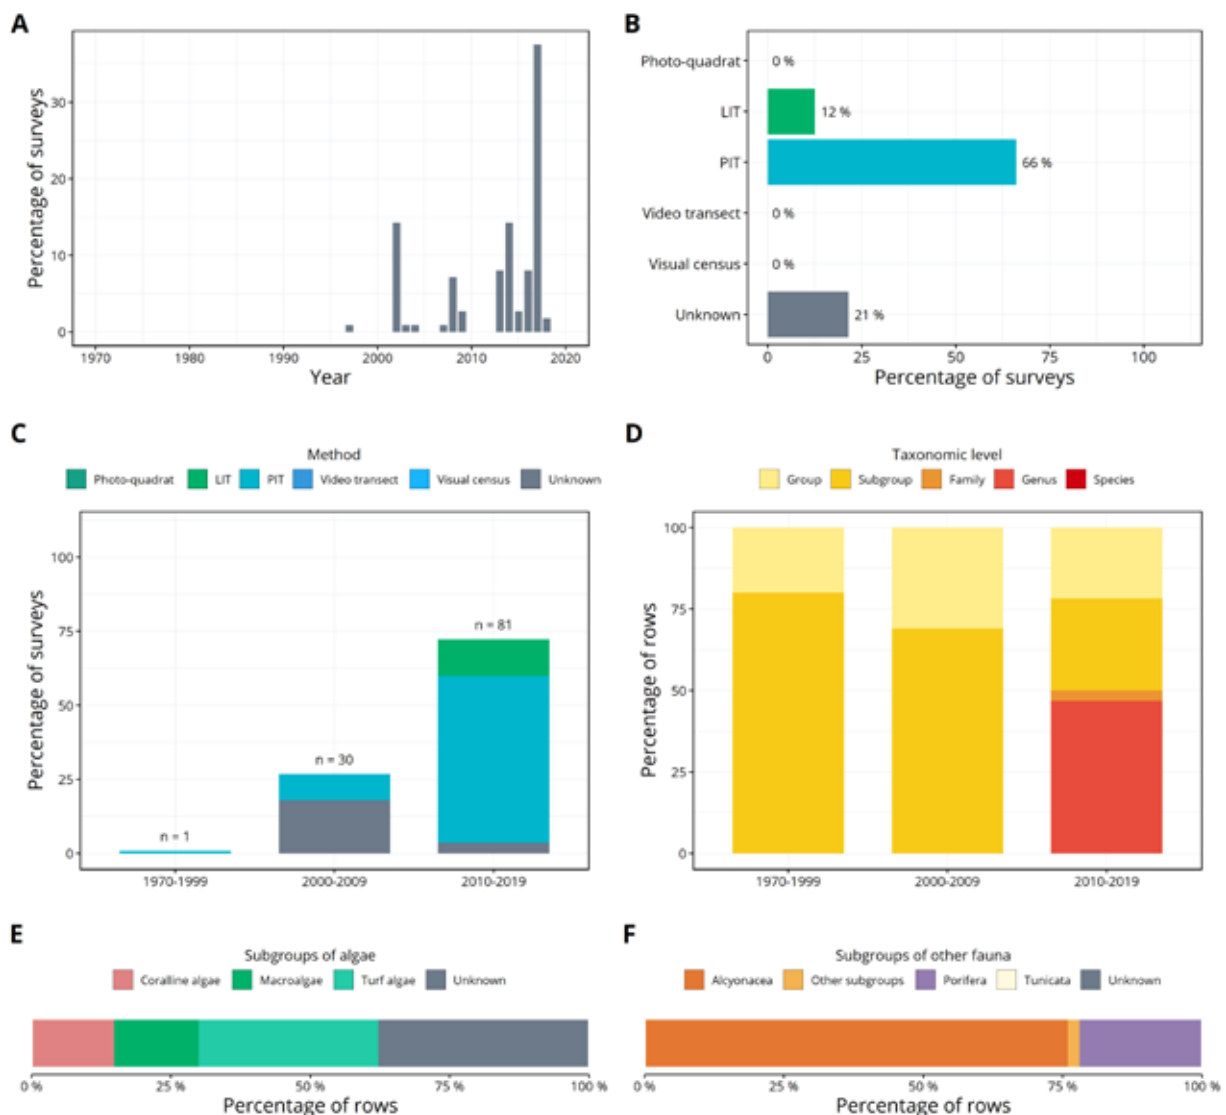 A
Percentage of surveys
30
20
10
0
1970 1980 1990 2000 2010 2020
Year
B
Photo-quadrat 0 %
LIT 12 %
PIT 66 %
Video transect 0 %
Visual census 0 %
Unknown 21 %
0 25 50 75 100
Percentage of surveys
C
Method
Photo-quadrat LIT PIT Video transect Visual census Unknown
Percentage of surveys
100
75
50
25
0
n = 1
n = 30
n = 81
1970-1999 2000-2009 2010-2019
D
Taxonomic level
Group Subgroup Family Genus Species
Percentage of rows
100
75
50
25
0
1970-1999 2000-2009 2010-2019
E
Subgroups of algae
Coralline algae Macroalgae Turf algae Unknown
0 % 25 % 50 % 75 % 100 %
Percentage of rows
F
Subgroups of other fauna
Alcyonacea Other subgroups Porifera Tunicata Unknown
0 % 25 % 50 % 75 % 100 %
Percentage of rows